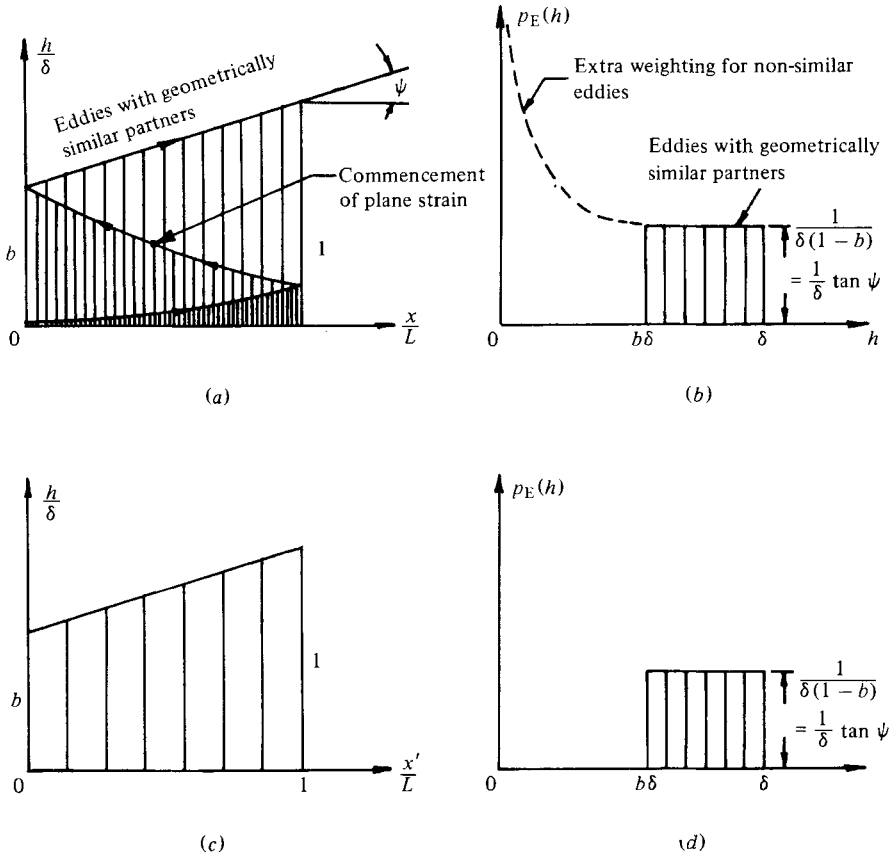 h/δ
Eddies with geometrically
similar partners
ψ
Commencement
of plane strain
b
1
0
x/L
(a)
p_E(h)
Extra weighting for non-similar
eddies
Eddies with geometrically
similar partners
1/δ(1 − b)
= 1/δ tan ψ
0
bδ
δ
h
(b)
h/δ
b
1
0
1
x′/L
(c)
p_E(h)
1/δ(1 − b)
= 1/δ tan ψ
0
bδ
δ
(d)